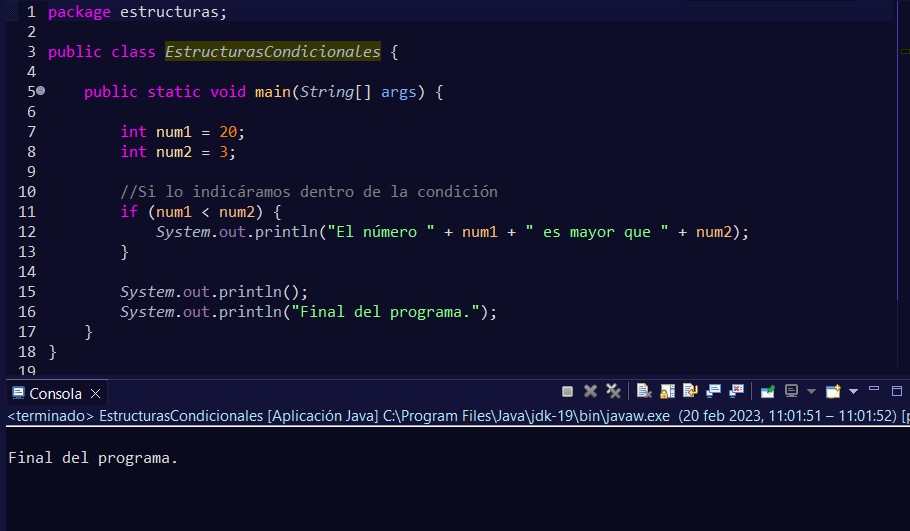 1 package estructuras;
2
3 public class EstructurasCondicionales {
4
5 public static void main(String[] args) {
6
7 int num1 = 20;
8 int num2 = 3;
9
10 //Si lo indicáramos dentro de la condición
11 if (num1 < num2) {
12 System.out.println("El número " + num1 + " es mayor que " + num2);
13 }
14
15 System.out.println();
16 System.out.println("Final del programa.");
17 }
18 }
19
Consola
<terminado> EstructurasCondicionales [Aplicación Java] C:\Program Files\Java\jdk-19\bin\javaw.exe (20 feb 2023, 11:01:51 – 11:01:52) [p
Final del programa.